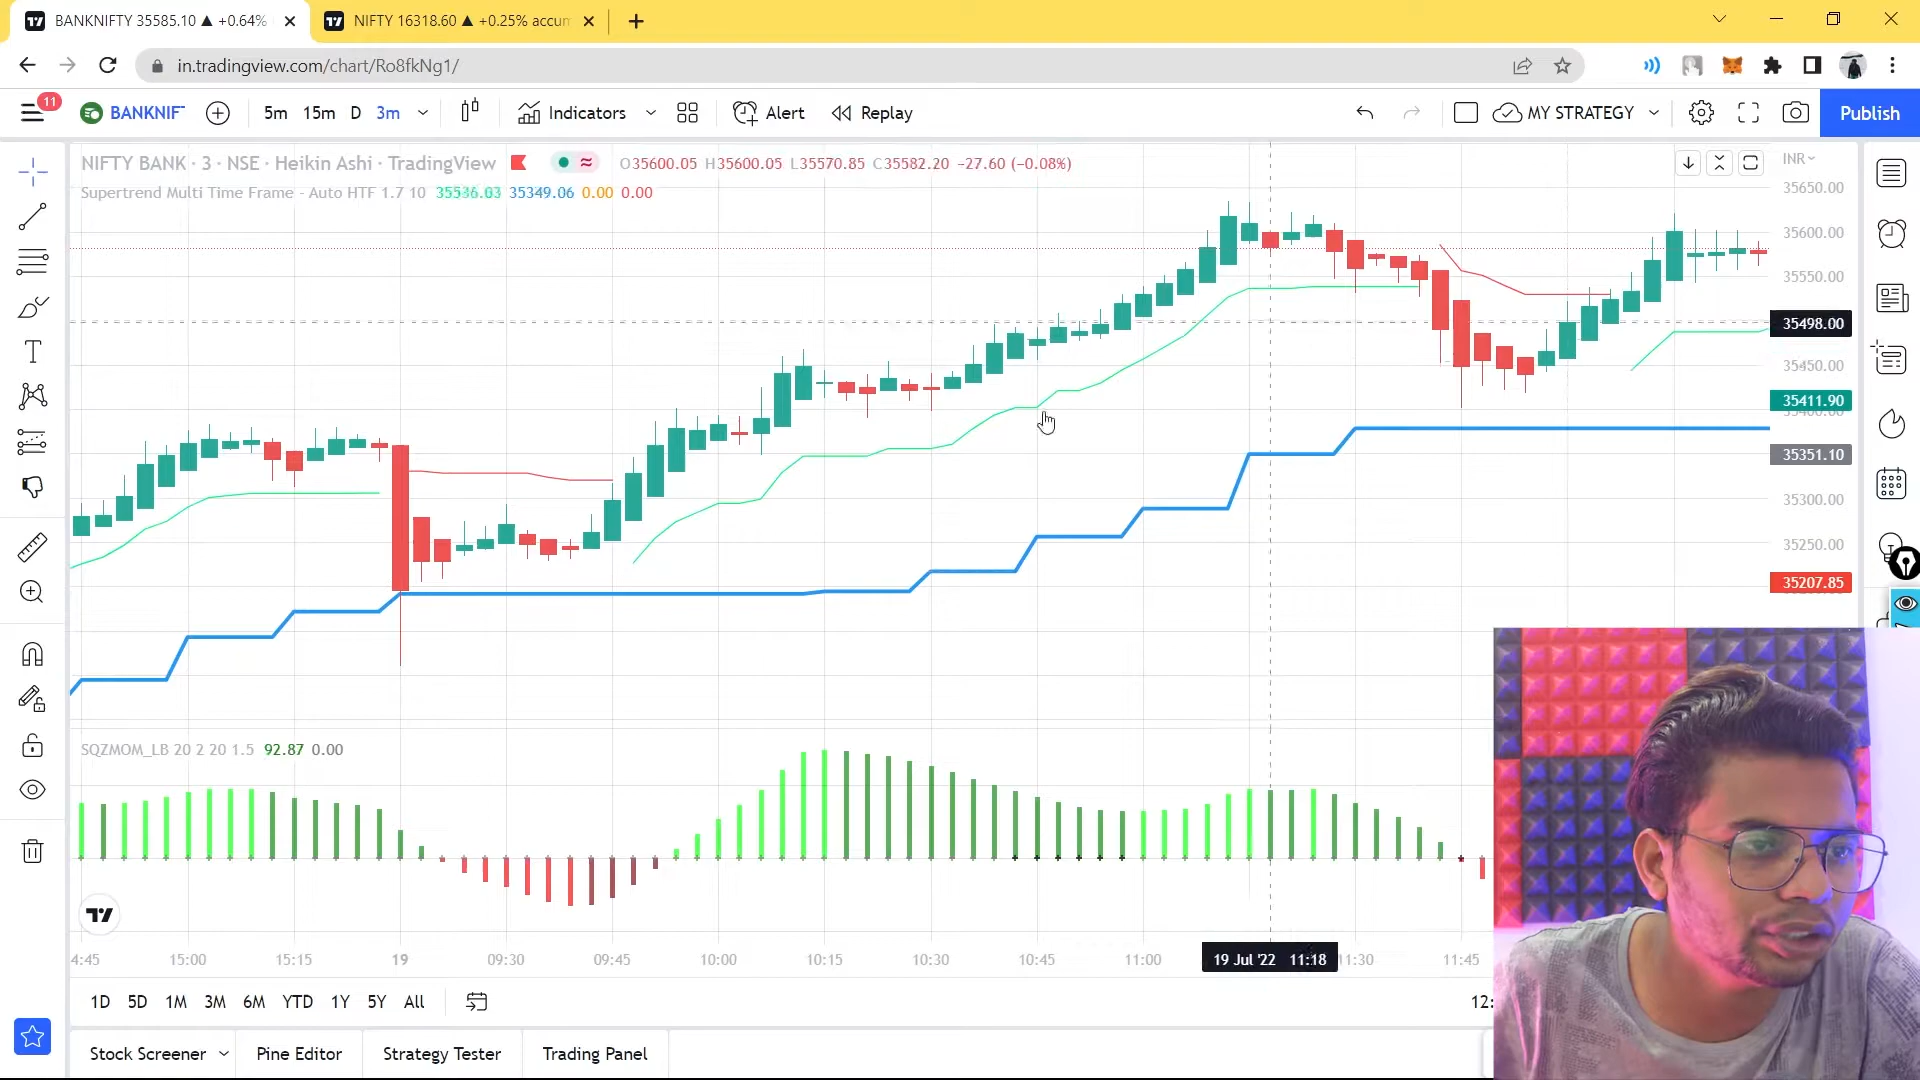 BANKNIFTY 35585.10 ▲ +0.64%
NIFTY 16318.60 ▲ +0.25% accum
in.tradingview.com/chart/Ro8fkNg1/
11
BANKNIF
5m 15m D 3m
Indicators
Alert
Replay
MY STRATEGY
Publish
NIFTY BANK · 3 · NSE · Heikin Ashi · TradingView
O35600.05 H35600.05 L35570.85 C35582.20 −27.60 (−0.08%)
INR
Supertrend Multi Time Frame - Auto HTF 1.7 10 35536.03 35349.06 0.00 0.00
35650.00
35600.00
35550.00
35498.00
35450.00
35411.90
35400.00
35351.10
35300.00
35250.00
35207.85
SQZMOM_LB 20 2 20 1.5 92.87 0.00
4:45 15:00 15:15 19 09:30 09:45 10:00 10:15 10:30 10:45 11:00 19 Jul '22 11:18 11:30 11:45
1D 5D 1M 3M 6M YTD 1Y 5Y All
12:
Stock Screener
Pine Editor
Strategy Tester
Trading Panel